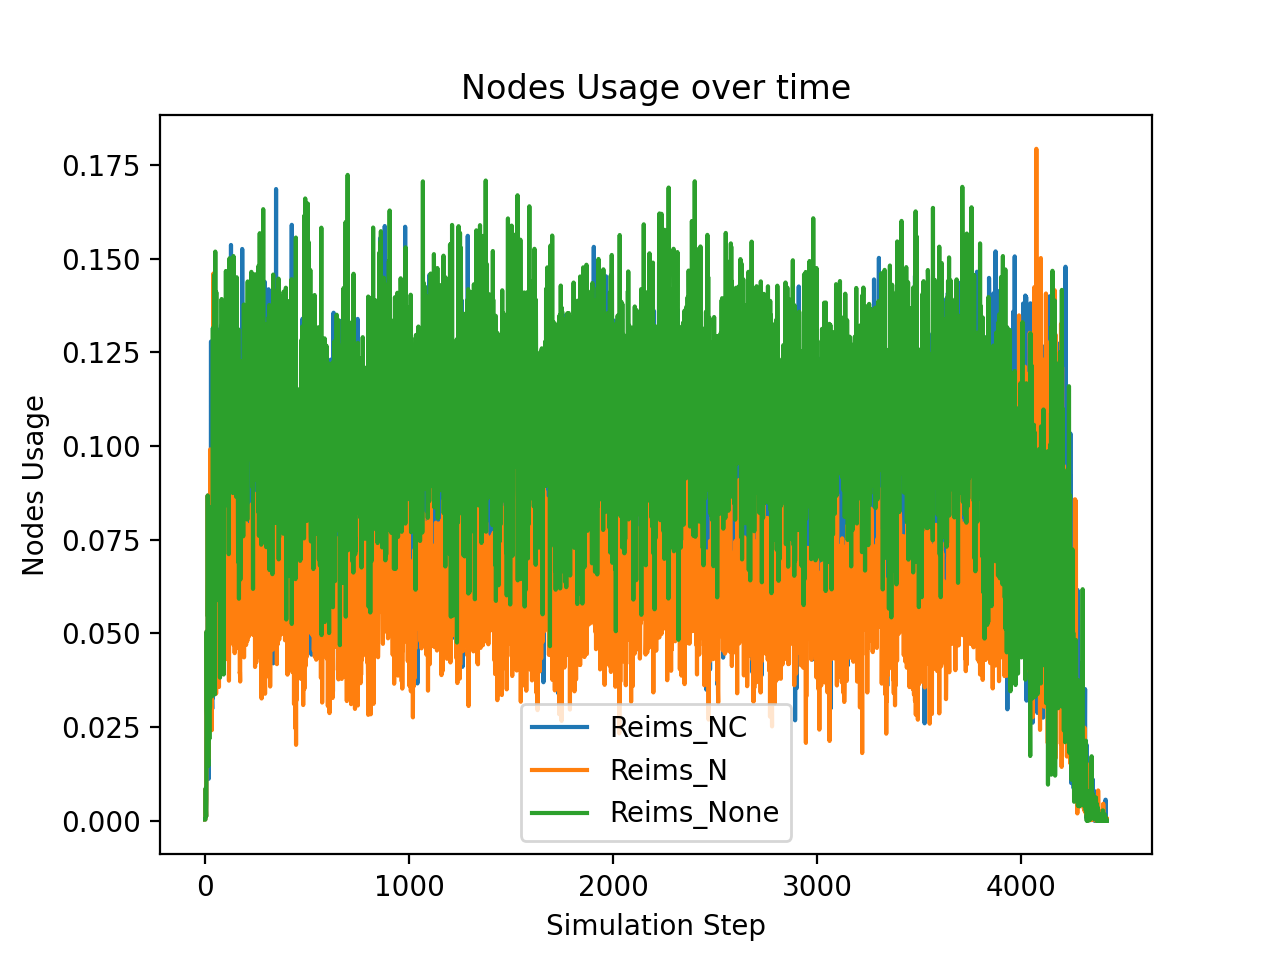 Nodes Usage over time
0.175
0.150
0.125
0.100
0.075
0.050
0.025
0.000
Nodes Usage
Reims_NC
Reims_N
Reims_None
0 1000 2000 3000 4000
Simulation Step